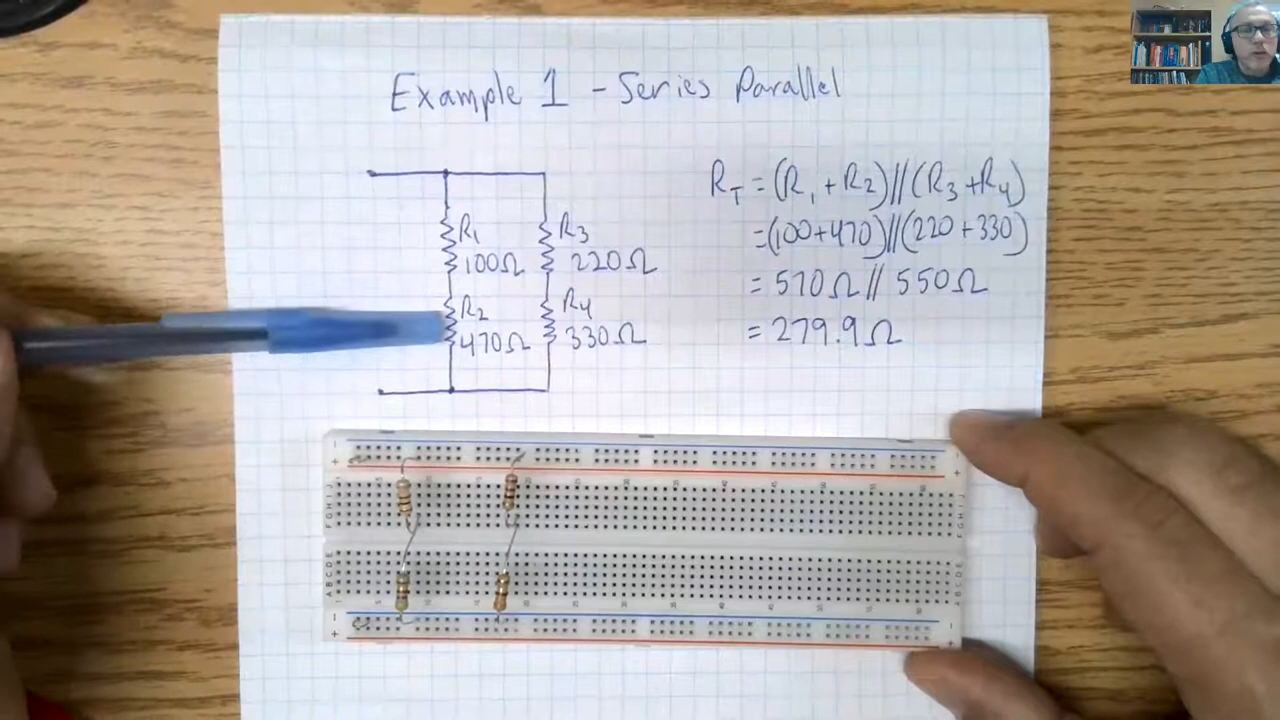 Example 1 - Series Parallel
R₁
100Ω
R₂
470Ω
R₃
220Ω
R₄
330Ω
R_T = (R₁ + R₂) // (R₃ + R₄)
= (100 + 470) // (220 + 330)
= 570Ω // 550Ω
= 279.9Ω